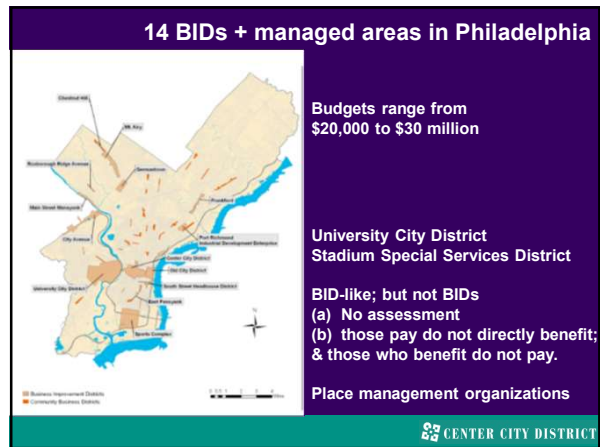 14 BIDs + managed areas in Philadelphia
Chestnut Hill
Mt. Airy
Roxborough Ridge Avenue
Germantown
Main Street Manayunk
Frankford
City Avenue
Port Richmond
Industrial Development Enterprise
Center City District
Old City District
University City District
South Street Headhouse District
East Passyunk
Sports Complex
N
Business Improvement Districts
Community Business Districts
Budgets range from
$20,000 to $30 million
University City District
Stadium Special Services District
BID-like; but not BIDs
(a) No assessment
(b) those pay do not directly benefit;
& those who benefit do not pay.
Place management organizations
CENTER CITY DISTRICT